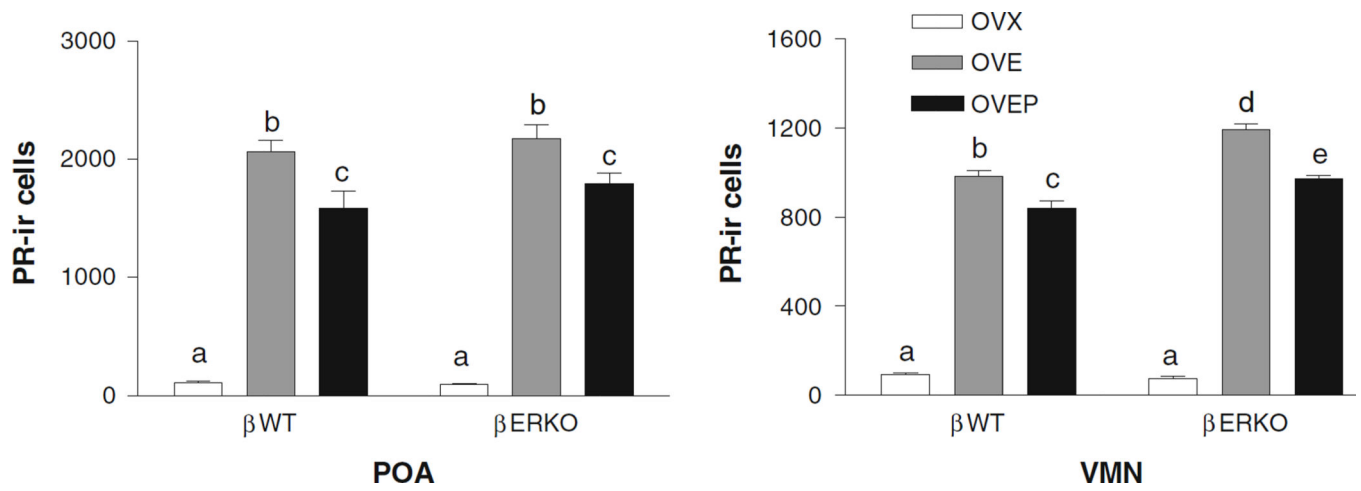 3000
2000
1000
0
PR-ir cells
a
b
c
a
b
c
βWT
βERKO
POA
1600
1200
800
400
0
PR-ir cells
OVX
OVE
OVEP
a
b
c
a
d
e
βWT
βERKO
VMN